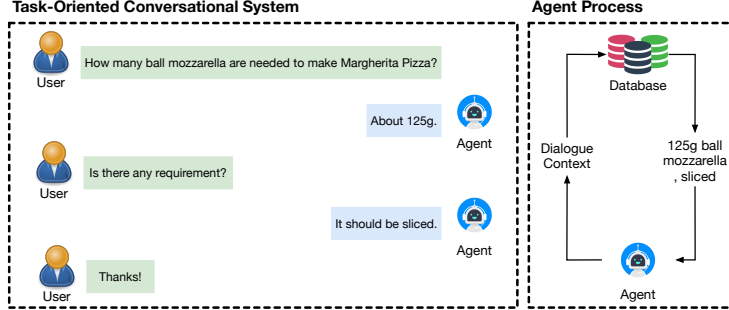 Task-Oriented Conversational System
How many ball mozzarella are needed to make Margherita Pizza?
User
About 125g.
Agent
Is there any requirement?
User
It should be sliced.
Agent
Thanks!
User
Agent Process
Database
Dialogue
Context
125g ball
mozzarella
, sliced
Agent